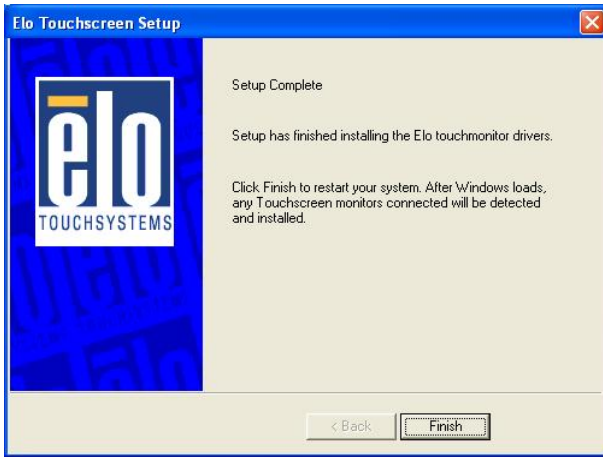 Elo Touchscreen Setup
elo
TOUCHSYSTEMS
Setup Complete
Setup has finished installing the Elo touchmonitor drivers.
Click Finish to restart your system. After Windows loads,
any Touchscreen monitors connected will be detected
and installed.
< Back
Finish